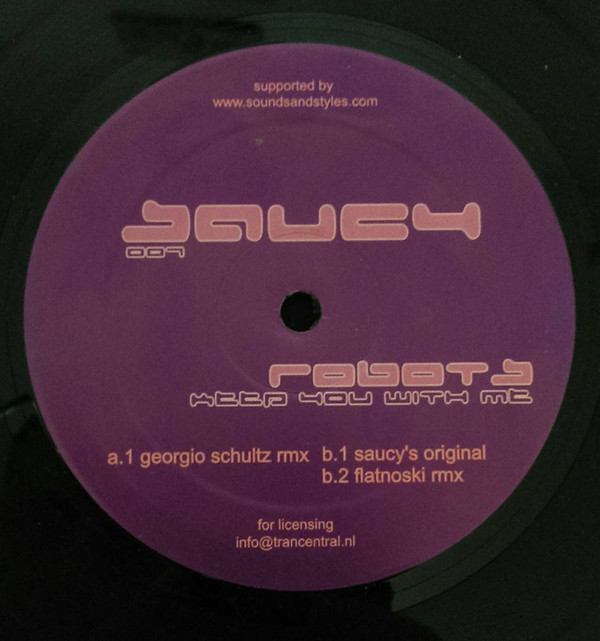 supported by
www.soundsandstyles.com
saucy
007
robots
keep you with me
a.1 georgio schultz rmx b.1 saucy's original
b.2 flatnoski rmx
for licensing
info@trancentral.nl